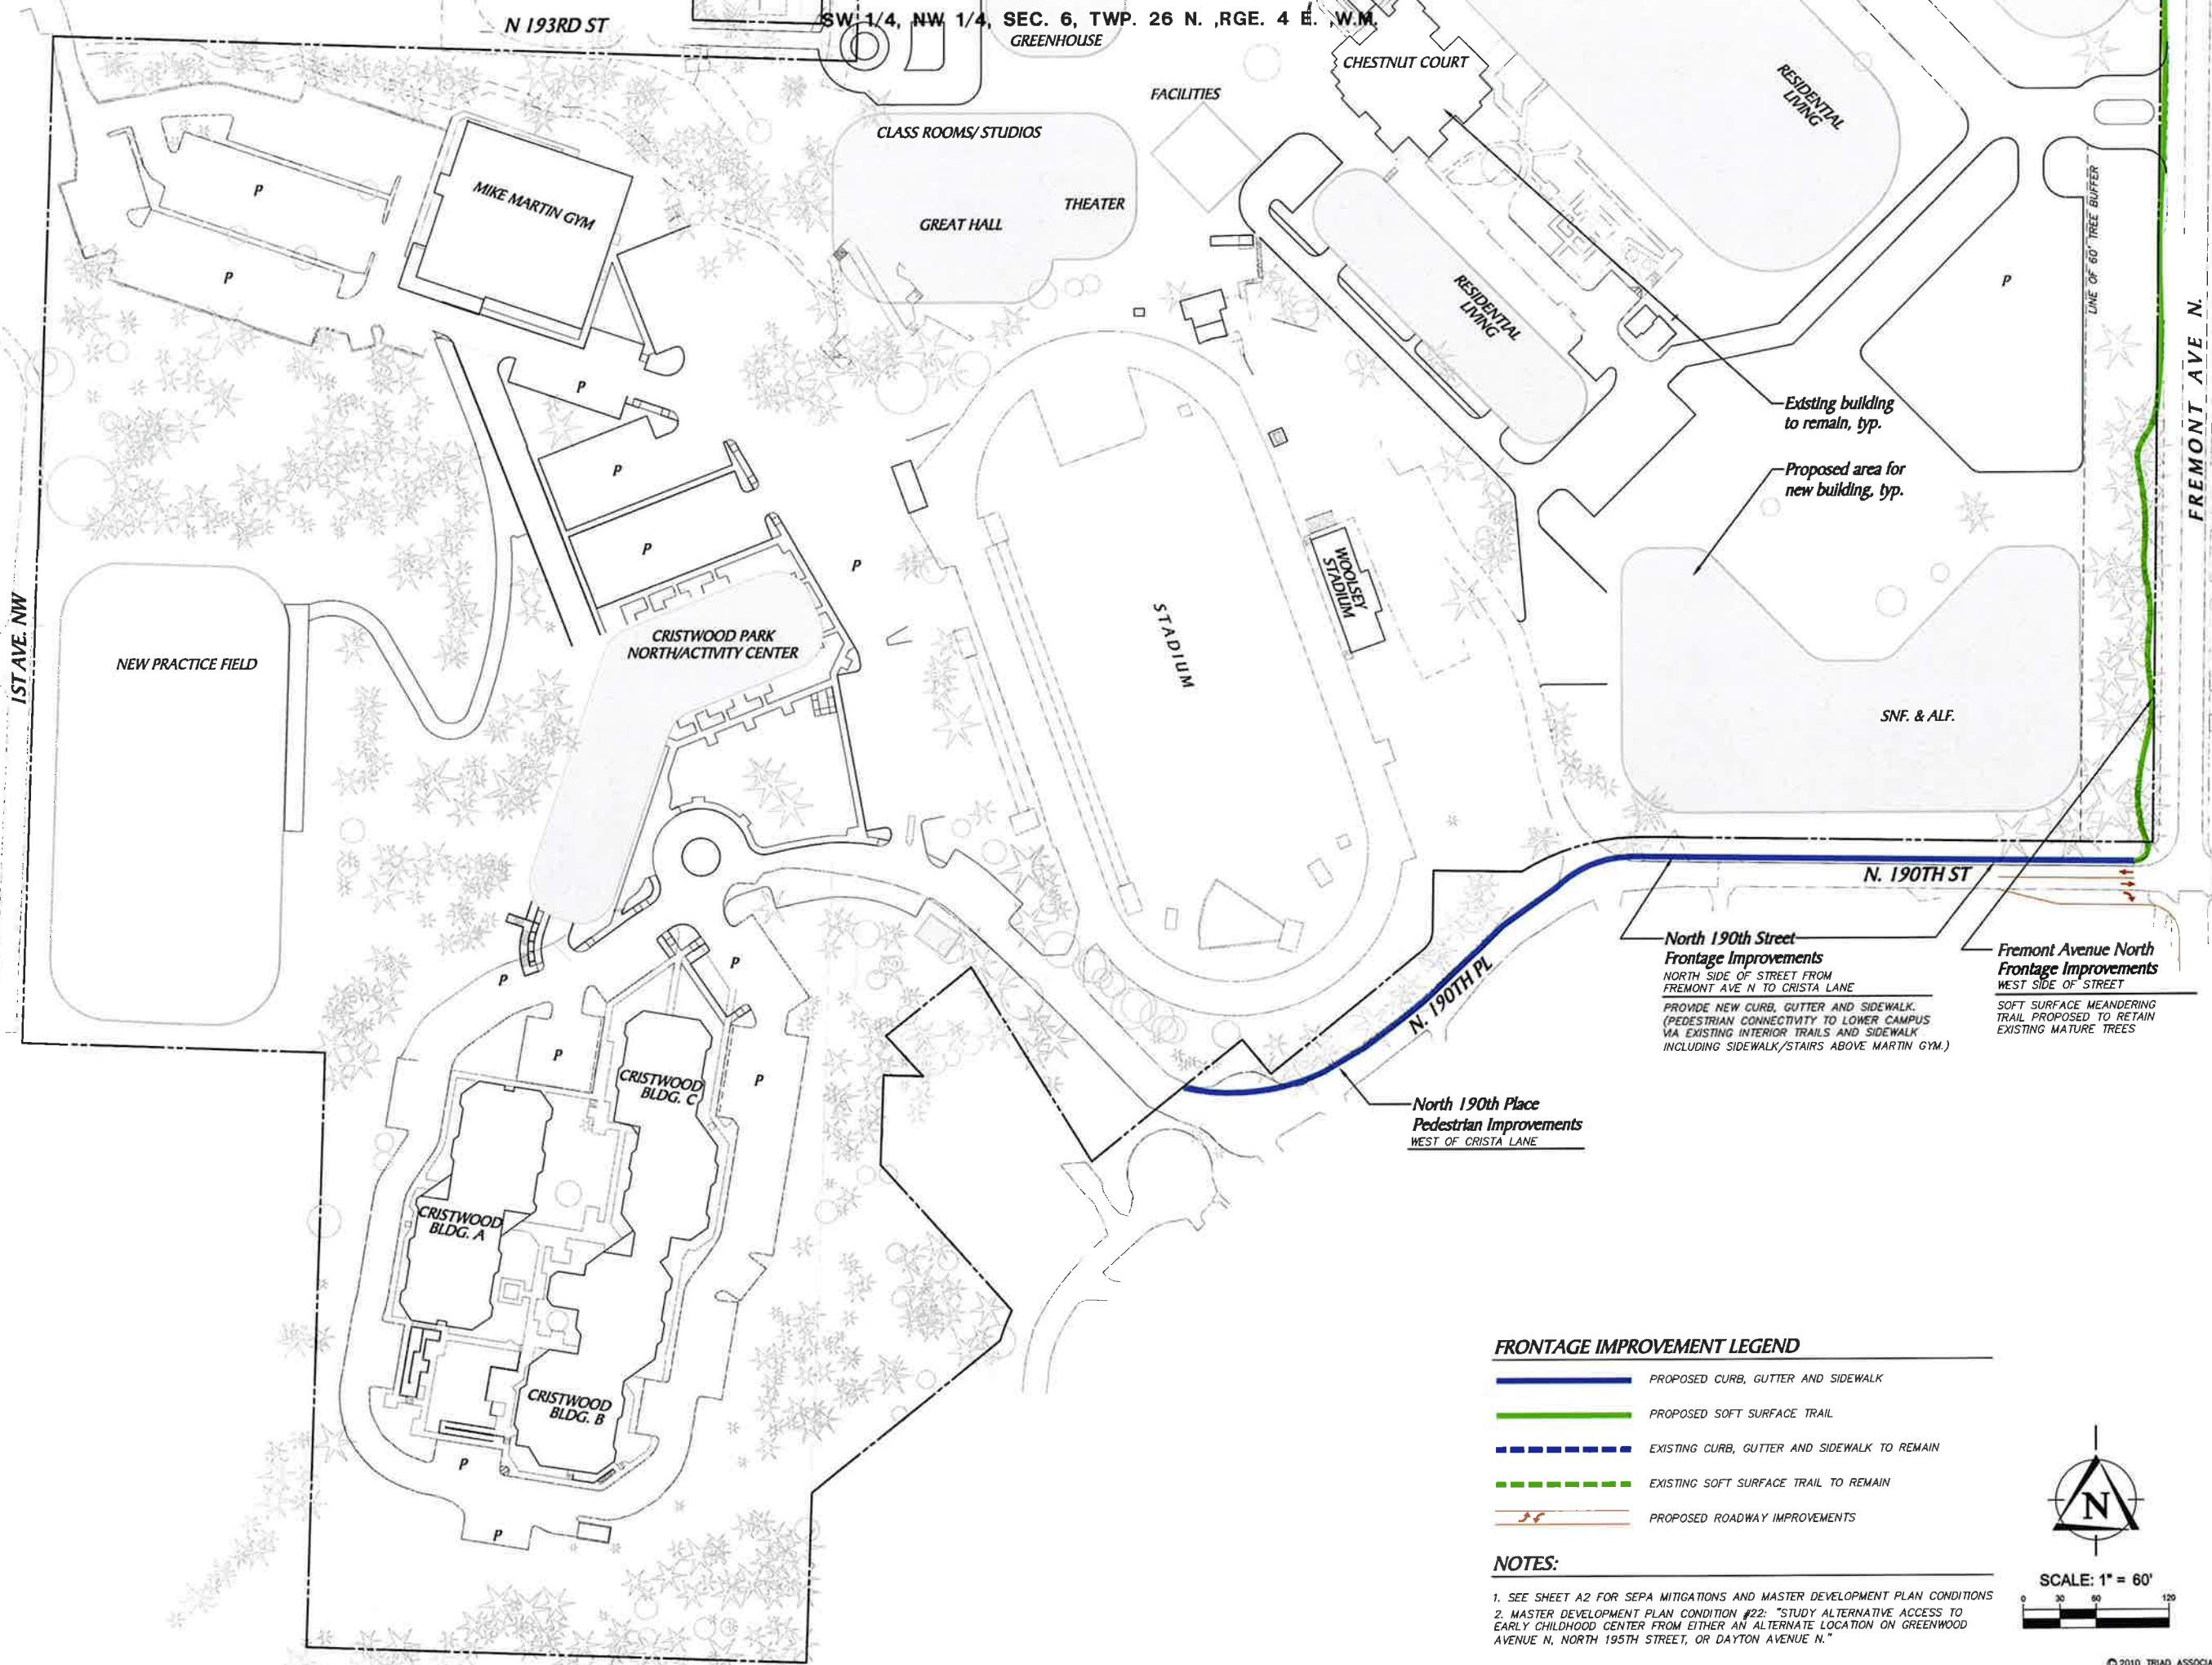 N 193RD ST
SW 1/4, NW 1/4, SEC. 6, TWP. 26 N. ,RGE. 4 E. ,W.M.
GREENHOUSE
CHESTNUT COURT
RESIDENTIAL
LIVING
FACILITIES
CLASS ROOMS/ STUDIOS
MIKE MARTIN GYM
P
P
GREAT HALL
THEATER
LINE OF 60' TREE BUFFER
P
FREMONT AVE N.
RESIDENTIAL
LIVING
Existing building
to remain, typ.
Proposed area for
new building, typ.
P
P
P
P
1ST AVE. NW
NEW PRACTICE FIELD
CRISTWOOD PARK
NORTH/ACTIVITY CENTER
STADIUM
WOOLSEY
STADIUM
SNF. & ALF.
N. 190TH ST
N. 190TH PL
North 190th Street
Frontage Improvements
NORTH SIDE OF STREET FROM
FREMONT AVE N TO CRISTA LANE
PROVIDE NEW CURB, GUTTER AND SIDEWALK.
(PEDESTRIAN CONNECTIVITY TO LOWER CAMPUS
VIA EXISTING INTERIOR TRAILS AND SIDEWALK
INCLUDING SIDEWALK/STAIRS ABOVE MARTIN GYM.)
Fremont Avenue North
Frontage Improvements
WEST SIDE OF STREET
SOFT SURFACE MEANDERING
TRAIL PROPOSED TO RETAIN
EXISTING MATURE TREES
North 190th Place
Pedestrian Improvements
WEST OF CRISTA LANE
P
P
P
P
CRISTWOOD
BLDG. C
CRISTWOOD
BLDG. A
CRISTWOOD
BLDG. B
P
P
FRONTAGE IMPROVEMENT LEGEND
PROPOSED CURB, GUTTER AND SIDEWALK
PROPOSED SOFT SURFACE TRAIL
EXISTING CURB, GUTTER AND SIDEWALK TO REMAIN
EXISTING SOFT SURFACE TRAIL TO REMAIN
PROPOSED ROADWAY IMPROVEMENTS
NOTES:
1. SEE SHEET A2 FOR SEPA MITIGATIONS AND MASTER DEVELOPMENT PLAN CONDITIONS
2. MASTER DEVELOPMENT PLAN CONDITION #22: "STUDY ALTERNATIVE ACCESS TO
EARLY CHILDHOOD CENTER FROM EITHER AN ALTERNATE LOCATION ON GREENWOOD
AVENUE N, NORTH 195TH STREET, OR DAYTON AVENUE N."
N
SCALE: 1" = 60'
0 30 60 120
© 2010 TRIAD ASSOCI